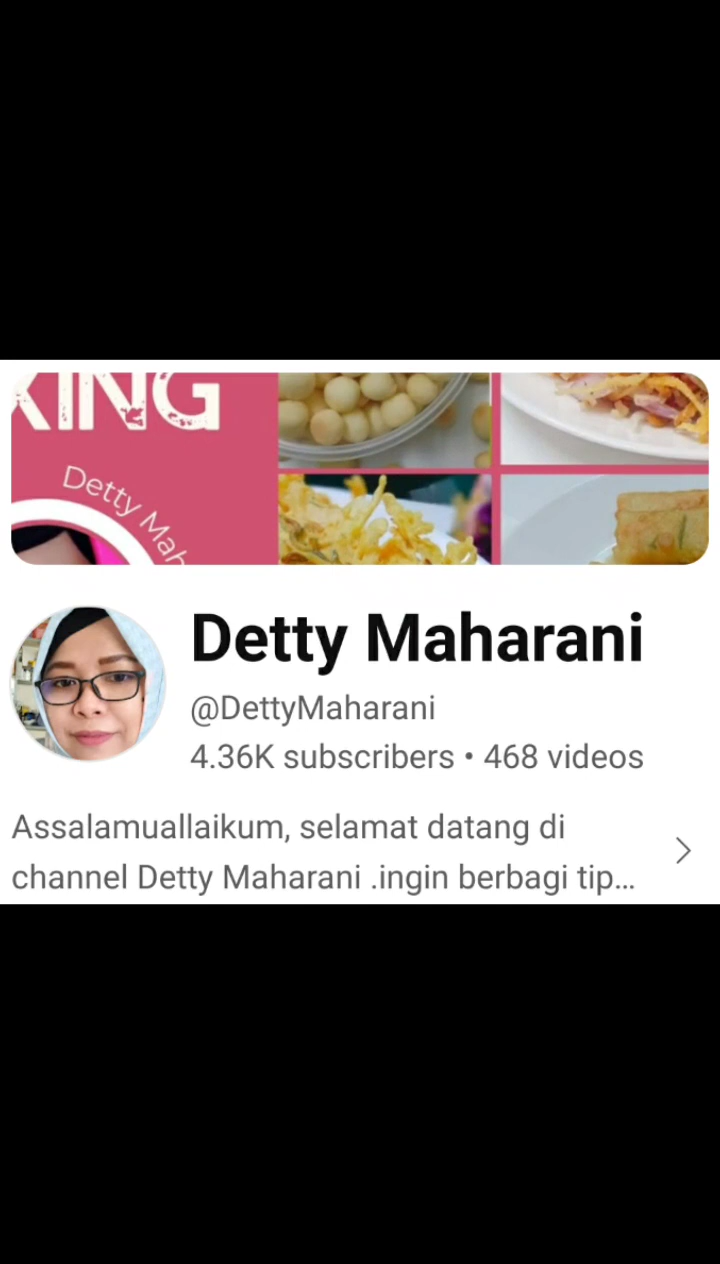 KING
Detty Mah
Detty Maharani
@DettyMaharani
4.36K subscribers • 468 videos
Assalamuallaikum, selamat datang di
channel Detty Maharani .ingin berbagi tip...